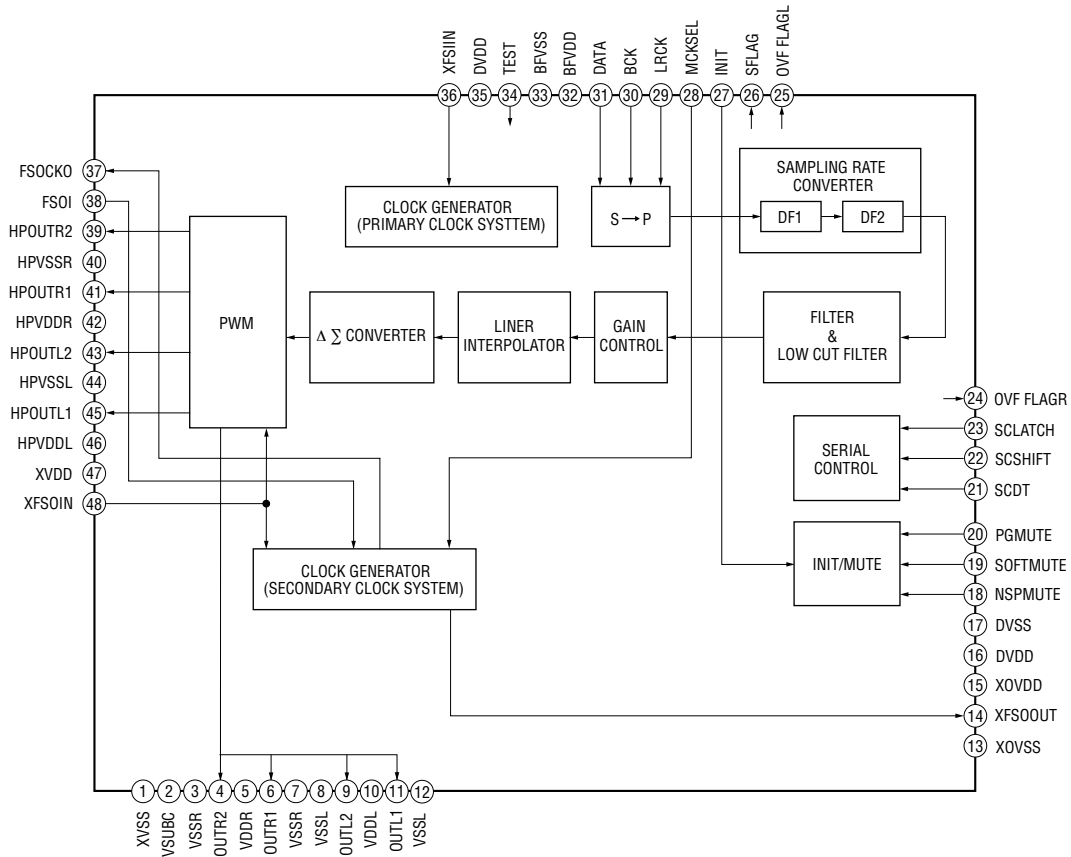 XFSIIN
DVDD
TEST
BFVSS
BFVDD
DATA
BCK
LRCK
MCKSEL
INIT
SFLAG
OVF FLAGL
36
35
34
33
32
31
30
29
28
27
26
25
FSOCKO 37
FSOI 38
HPOUTR2 39
HPVSSR 40
HPOUTR1 41
HPVDDR 42
HPOUTL2 43
HPVSSL 44
HPOUTL1 45
HPVDDL 46
XVDD 47
XFSOIN 48
CLOCK GENERATOR
(PRIMARY CLOCK SYSTTEM)
S → P
SAMPLING RATE
CONVERTER
DF1
DF2
PWM
Δ ∑ CONVERTER
LINER
INTERPOLATOR
GAIN
CONTROL
FILTER
&
LOW CUT FILTER
SERIAL
CONTROL
INIT/MUTE
CLOCK GENERATOR
(SECONDARY CLOCK SYSTEM)
24 OVF FLAGR
23 SCLATCH
22 SCSHIFT
21 SCDT
20 PGMUTE
19 SOFTMUTE
18 NSPMUTE
17 DVSS
16 DVDD
15 XOVDD
14 XFSOOUT
13 XOVSS
1
2
3
4
5
6
7
8
9
10
11
12
XVSS
VSUBC
VSSR
OUTR2
VDDR
OUTR1
VSSR
VSSL
OUTL2
VDDL
OUTL1
VSSL